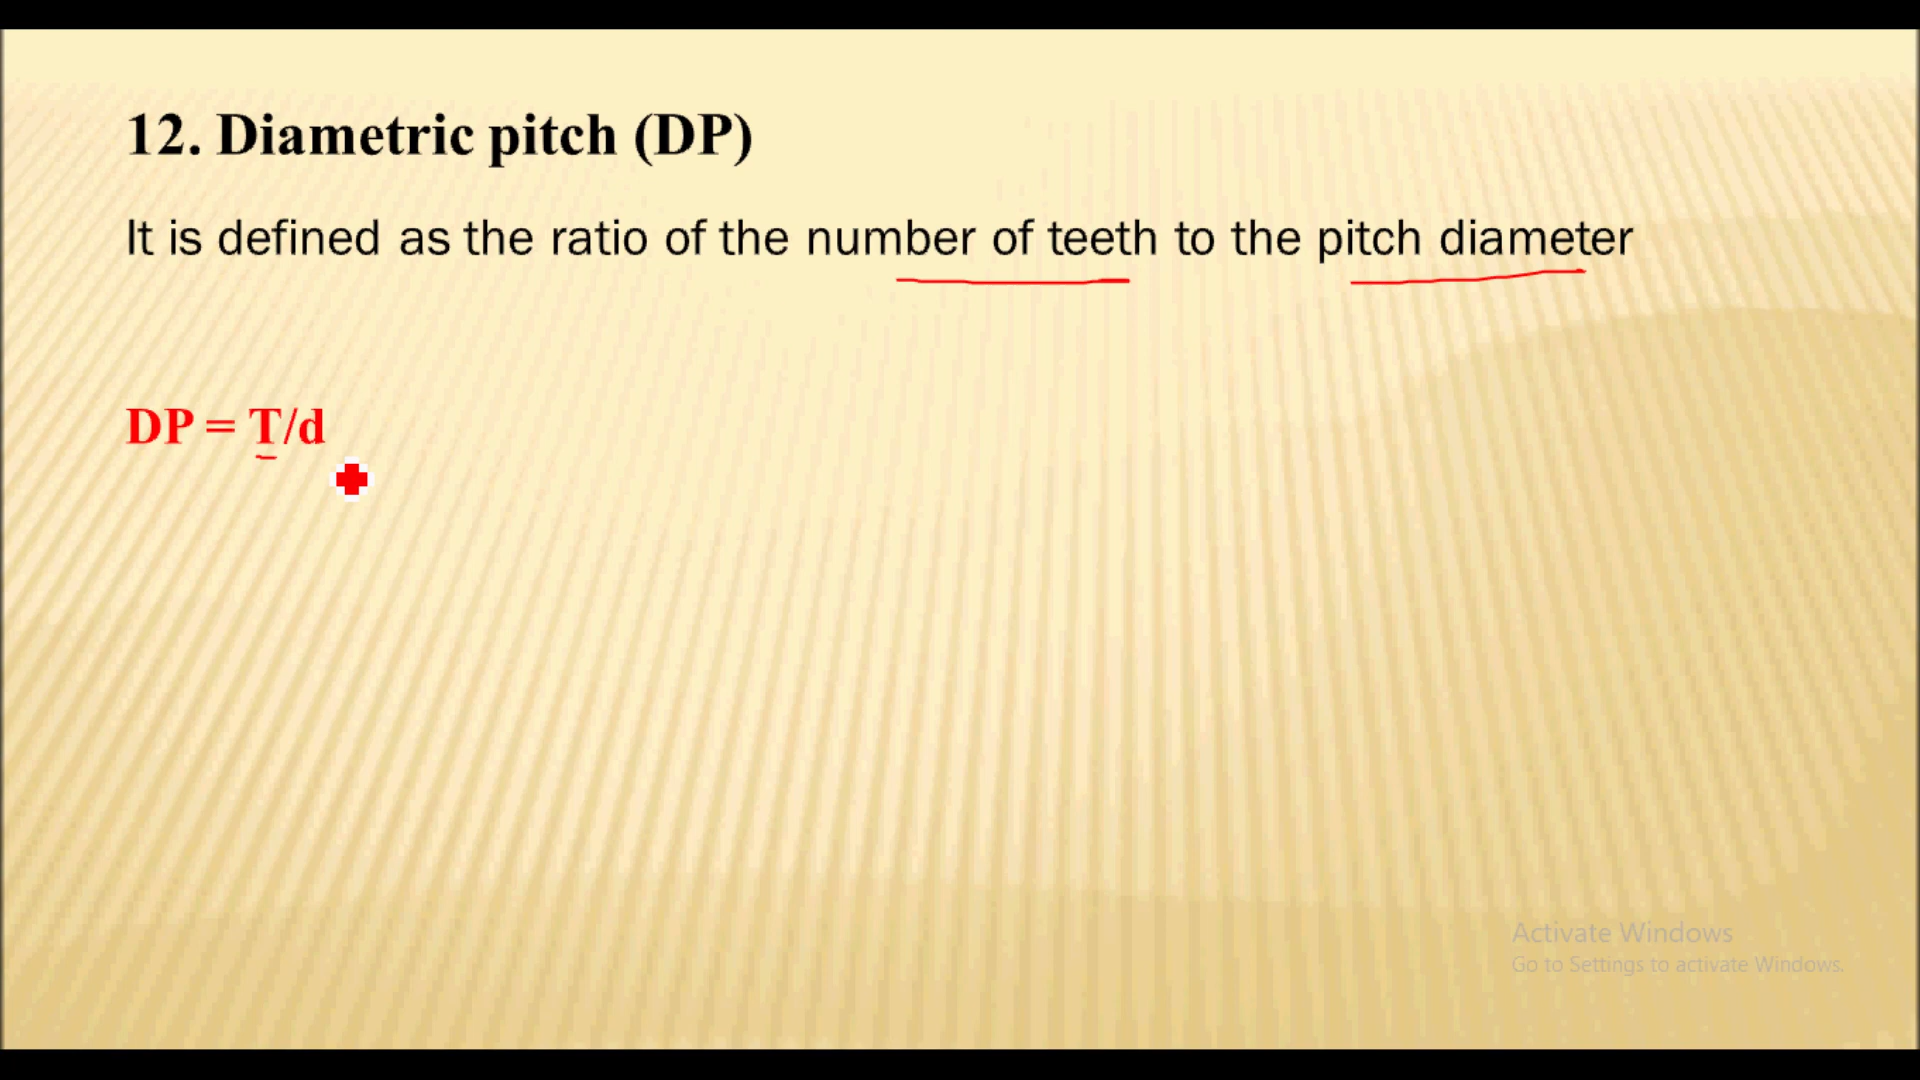 12. Diametric pitch (DP)
It is defined as the ratio of the number of teeth to the pitch diameter
DP = T/d
Activate Windows
Go to Settings to activate Windows.